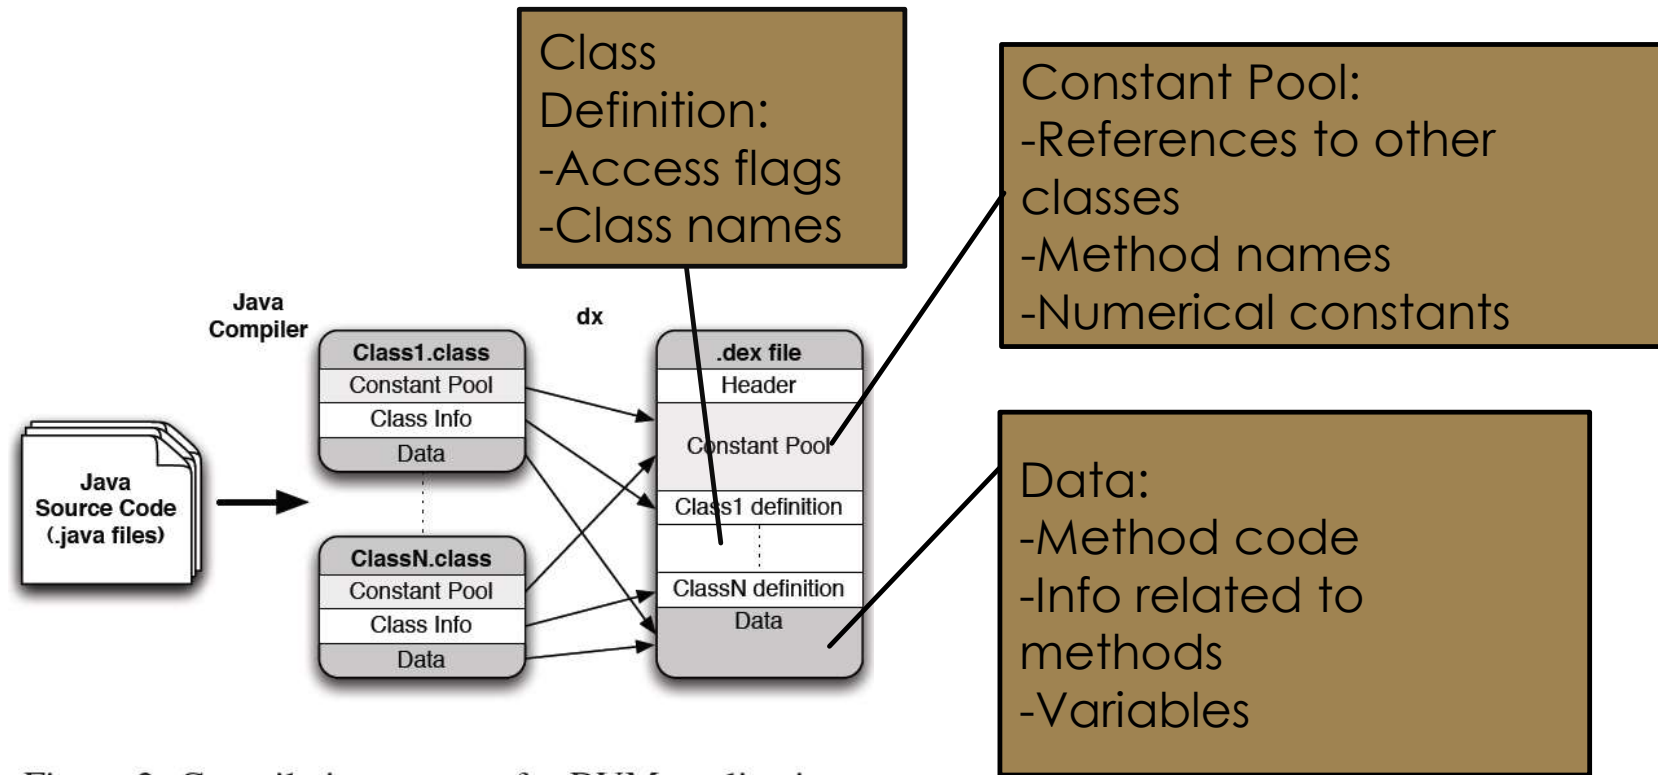 Class
Definition:
-Access flags
-Class names
Constant Pool:
-References to other
classes
-Method names
-Numerical constants
Java
Compiler
dx
Class1.class
Constant Pool
Class Info
Data
.dex file
Header
Constant Pool
Class1 definition
ClassN definition
Data
Java
Source Code
(.java files)
ClassN.class
Constant Pool
Class Info
Data
Data:
-Method code
-Info related to
methods
-Variables